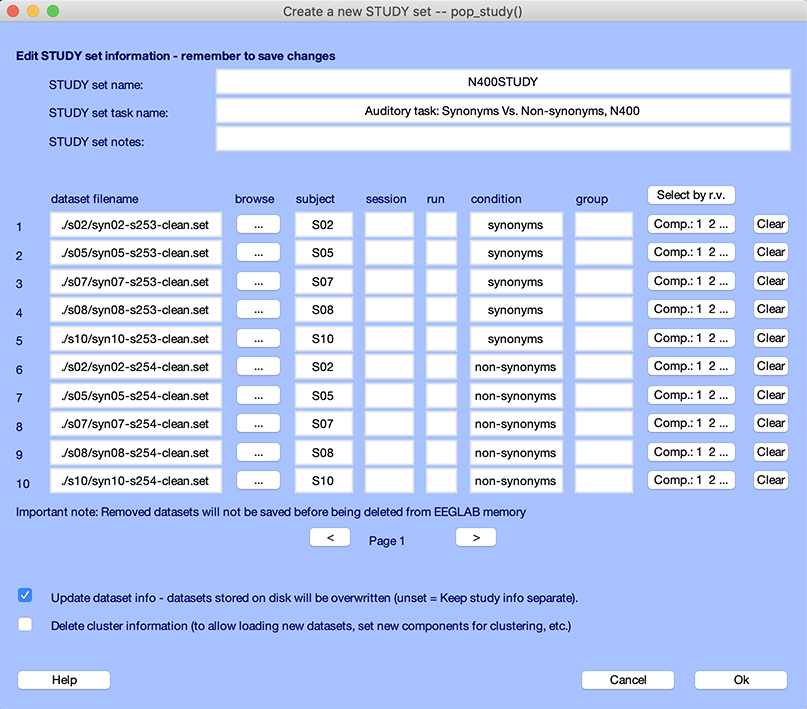 Create a new STUDY set -- pop_study()
Edit STUDY set information - remember to save changes
STUDY set name: N400STUDY
STUDY set task name: Auditory task: Synonyms Vs. Non-synonyms, N400
STUDY set notes:
dataset filename browse subject session run condition group Select by r.v.
1 ./s02/syn02-s253-clean.set ... S02 synonyms Comp.: 1 2 ... Clear
2 ./s05/syn05-s253-clean.set ... S05 synonyms Comp.: 1 2 ... Clear
3 ./s07/syn07-s253-clean.set ... S07 synonyms Comp.: 1 2 ... Clear
4 ./s08/syn08-s253-clean.set ... S08 synonyms Comp.: 1 2 ... Clear
5 ./s10/syn10-s253-clean.set ... S10 synonyms Comp.: 1 2 ... Clear
6 ./s02/syn02-s254-clean.set ... S02 non-synonyms Comp.: 1 2 ... Clear
7 ./s05/syn05-s254-clean.set ... S05 non-synonyms Comp.: 1 2 ... Clear
8 ./s07/syn07-s254-clean.set ... S07 non-synonyms Comp.: 1 2 ... Clear
9 ./s08/syn08-s254-clean.set ... S08 non-synonyms Comp.: 1 2 ... Clear
10 ./s10/syn10-s254-clean.set ... S10 non-synonyms Comp.: 1 2 ... Clear
Important note: Removed datasets will not be saved before being deleted from EEGLAB memory
< Page 1 >
Update dataset info - datasets stored on disk will be overwritten (unset = Keep study info separate).
Delete cluster information (to allow loading new datasets, set new components for clustering, etc.)
Help Cancel Ok